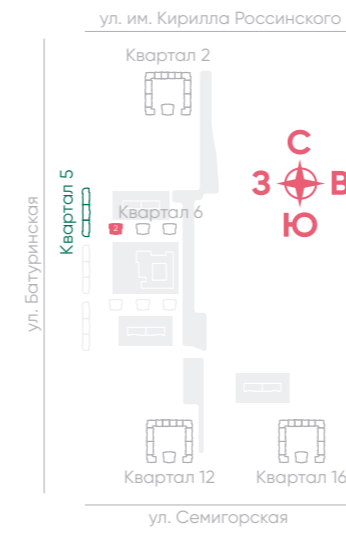 ул. им. Кирилла Россинского
Квартал 2
С
З В
Ю
Квартал 5
Квартал 6
2
ул. Батуринская
Квартал 12
Квартал 16
ул. Семигорская